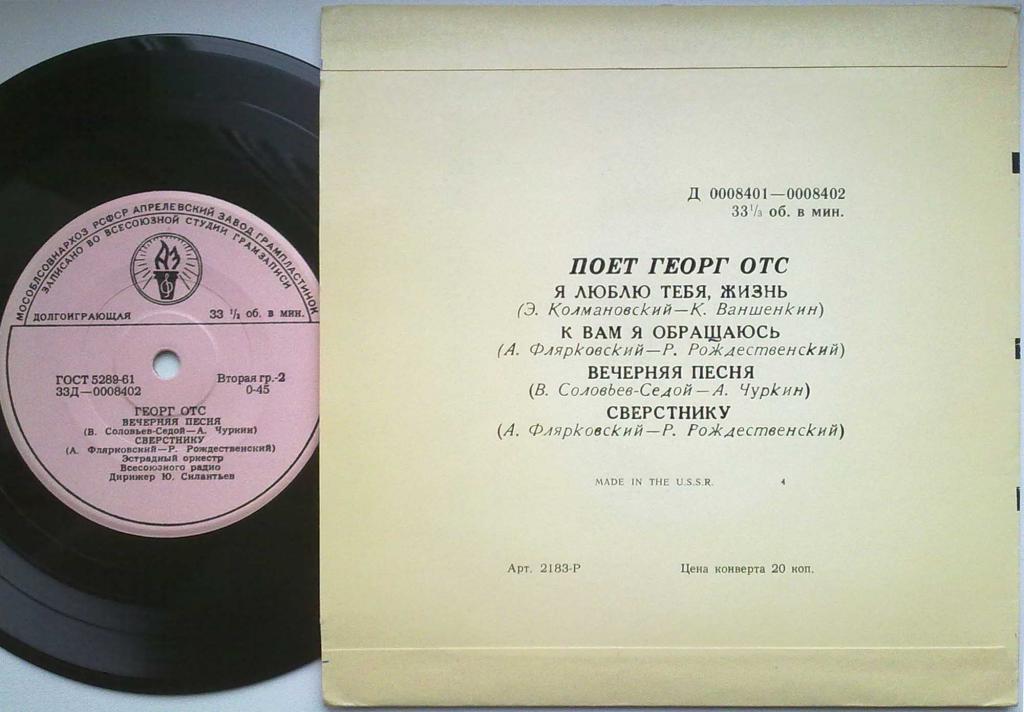 МОСОБЛСОВНАРХОЗ РСФСР АПРЕЛЕВСКИЙ ЗАВОД ГРАМПЛАСТИНОК
ЗАПИСАНО ВО ВСЕСОЮЗНОЙ СТУДИИ ГРАМЗАПИСИ
АЗ
ДОЛГОИГРАЮЩАЯ 33 1/3 об. в мин.
ГОСТ 5289-61 Вторая гр.-2
33Д—0008402 0-45
ГЕОРГ ОТС
ВЕЧЕРНЯЯ ПЕСНЯ
(В. Соловьев-Седой—А. Чуркин)
СВЕРСТНИКУ
(А. Флярковский—Р. Рождественский)
Эстрадный оркестр
Всесоюзного радио
Дирижер Ю. Силантьев
Д 0008401—0008402
33 1/3 об. в мин.
ПОЕТ ГЕОРГ ОТС
Я ЛЮБЛЮ ТЕБЯ, ЖИЗНЬ
(Э. Колмановский—К. Ваншенкин)
К ВАМ Я ОБРАЩАЮСЬ
(А. Флярковский—Р. Рождественский)
ВЕЧЕРНЯЯ ПЕСНЯ
(В. Соловьев-Седой—А. Чуркин)
СВЕРСТНИКУ
(А. Флярковский—Р. Рождественский)
MADE IN THE U.S.S.R. 4
Арт. 2183-Р Цена конверта 20 коп.